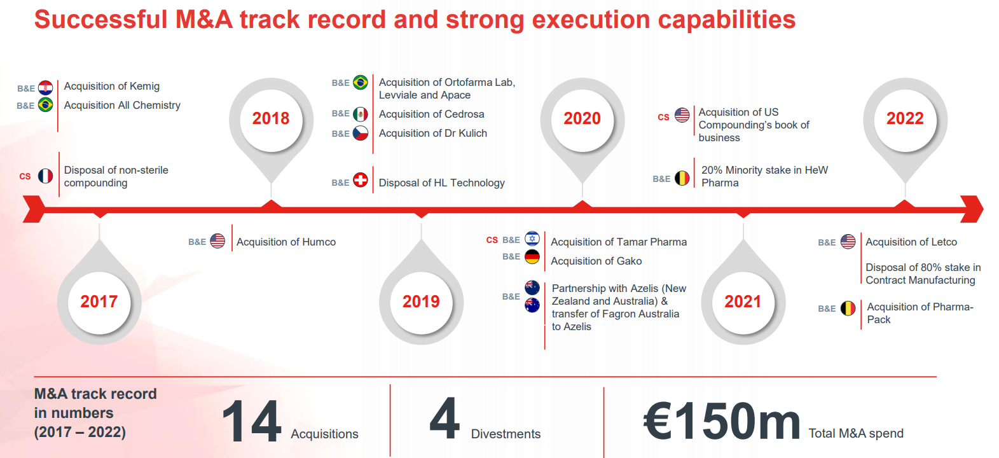 Successful M&A track record and strong execution capabilities
B&E
Acquisition of Kemig
B&E
Acquisition All Chemistry
CS
Disposal of non-sterile
compounding
2018
B&E
Acquisition of Ortofarma Lab,
Levviale and Apace
B&E
Acquisition of Cedrosa
B&E
Acquisition of Dr Kulich
B&E
Disposal of HL Technology
2020
CS
Acquisition of US
Compounding's book of
business
B&E
20% Minority stake in HeW
Pharma
2022
2017
B&E
Acquisition of Humco
2019
CS B&E
Acquisition of Tamar Pharma
B&E
Acquisition of Gako
B&E
Partnership with Azelis (New
Zealand and Australia) &
transfer of Fagron Australia
to Azelis
2021
B&E
Acquisition of Letco
Disposal of 80% stake in
Contract Manufacturing
B&E
Acquisition of Pharma-
Pack
M&A track record
in numbers
(2017 – 2022)
14 Acquisitions
4 Divestments
€150m Total M&A spend